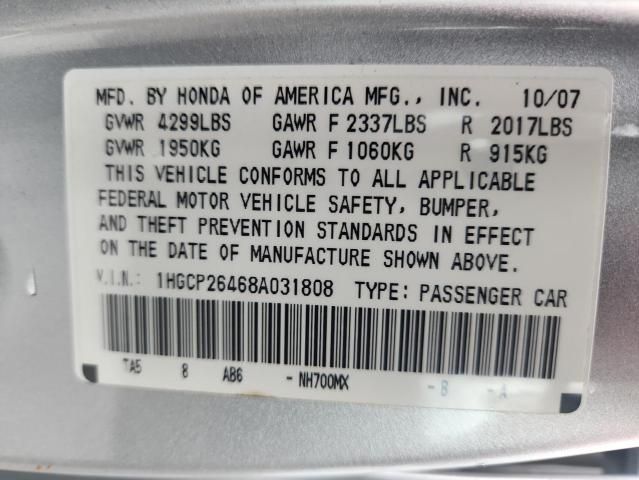 MFD. BY HONDA OF AMERICA MFG., INC. 10/07
GVWR 4299LBS GAWR F 2337LBS R 2017LBS
GVWR 1950KG GAWR F 1060KG R 915KG
THIS VEHICLE CONFORMS TO ALL APPLICABLE
FEDERAL MOTOR VEHICLE SAFETY, BUMPER,
AND THEFT PREVENTION STANDARDS IN EFFECT
ON THE DATE OF MANUFACTURE SHOWN ABOVE.
V.I.N.: 1HGCP26468A031808 TYPE: PASSENGER CAR
TA5 8 AB6 -NH700MX -B -A